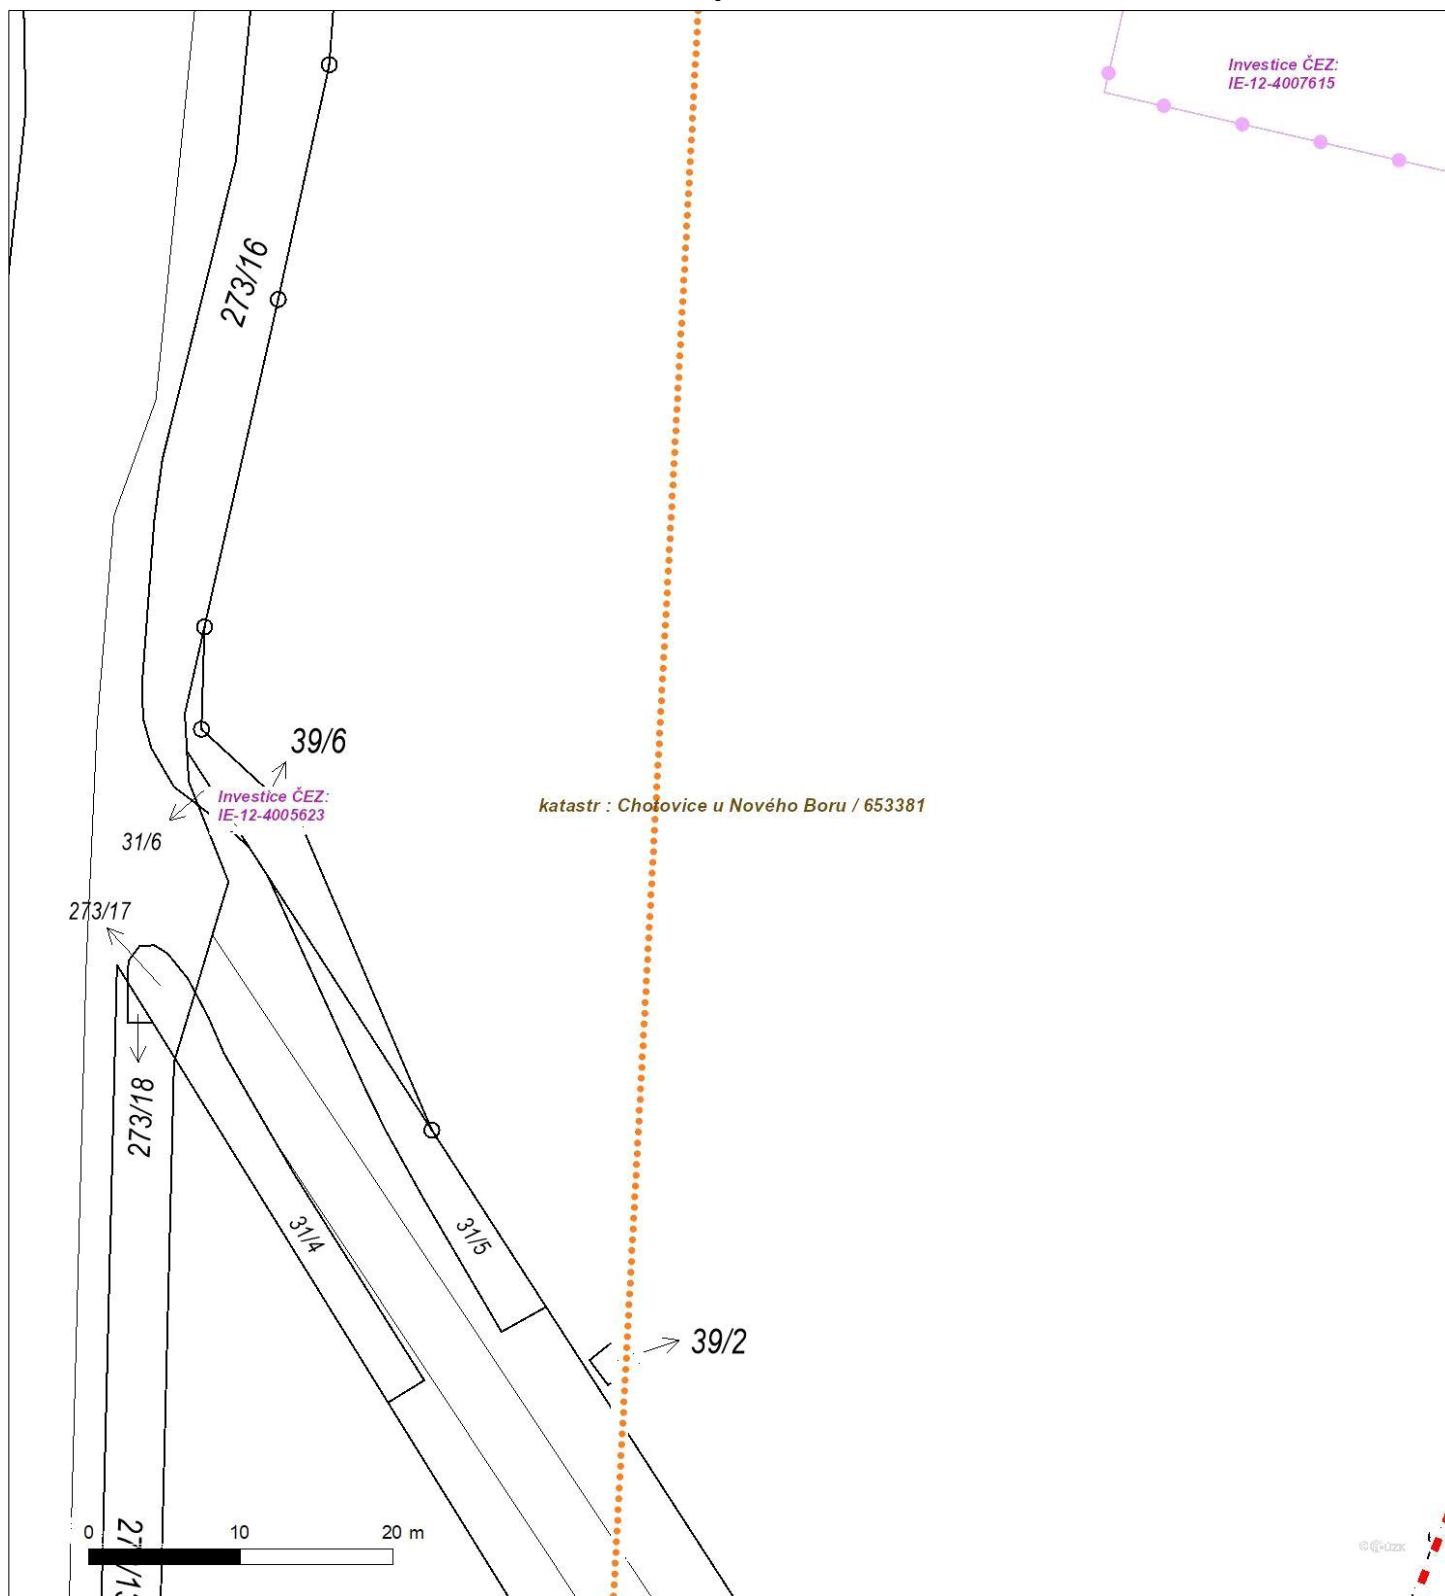 Investice ČEZ:
IE-12-4007615
273/16
39/6
Investice ČEZ:
IE-12-4005623
katastr : Chotovice u Nového Boru / 653381
31/6
273/17
273/18
31/4
31/5
39/2
0 10 20 m